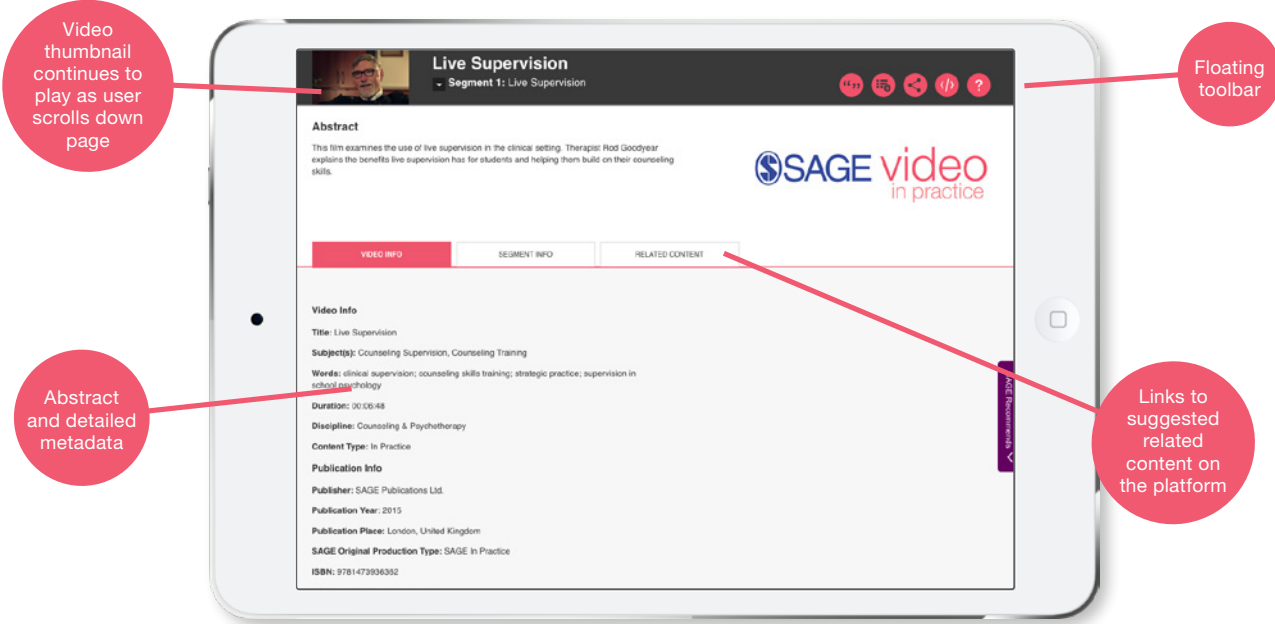 Video
thumbnail
continues to
play as user
scrolls down
page
Live Supervision
Segment 1: Live Supervision
“ ”
</>
?
Floating
toolbar
Abstract
This film examines the use of live supervision in the clinical setting. Therapist Rod Goodyear
explains the benefits live supervision has for students and helping them build on their counseling
skills.
SSAGE video
in practice
VIDEO INFO
SEGMENT INFO
RELATED CONTENT
Video Info
Title: Live Supervision
Subject(s): Counseling Supervision, Counseling Training
Words: clinical supervision; counseling skills training; strategic practice; supervision in
school psychology
Duration: 00:06:48
Discipline: Counseling & Psychotherapy
Content Type: In Practice
Publication Info
Publisher: SAGE Publications Ltd.
Publication Year: 2015
Publication Place: London, United Kingdom
SAGE Original Production Type: SAGE In Practice
ISBN: 9781473936362
SAGE Recommends
Abstract
and detailed
metadata
Links to
suggested
related
content on
the platform